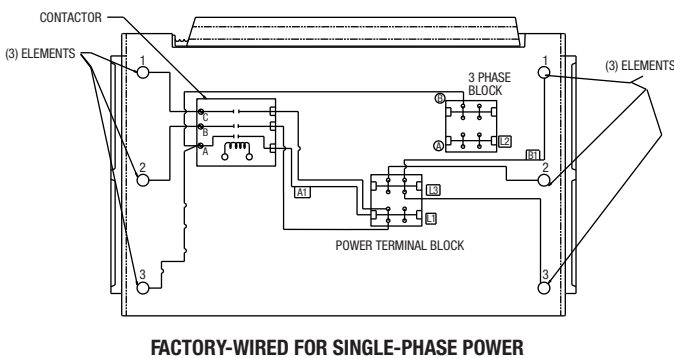 CONTACTOR
(3) ELEMENTS
(3) ELEMENTS
1
1
3 PHASE
BLOCK
B
C
B
A
A
L2
B1
2
2
A1
L3
L1
POWER TERMINAL BLOCK
3
3
FACTORY-WIRED FOR SINGLE-PHASE POWER